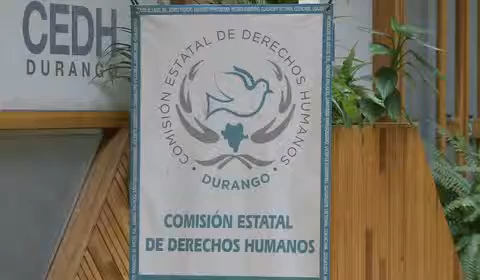 CEDH
DURANGO
COMISIÓN ESTATAL DE DERECHOS HUMANOS
· DURANGO ·
COMISIÓN ESTATAL
DE DERECHOS HUMANOS